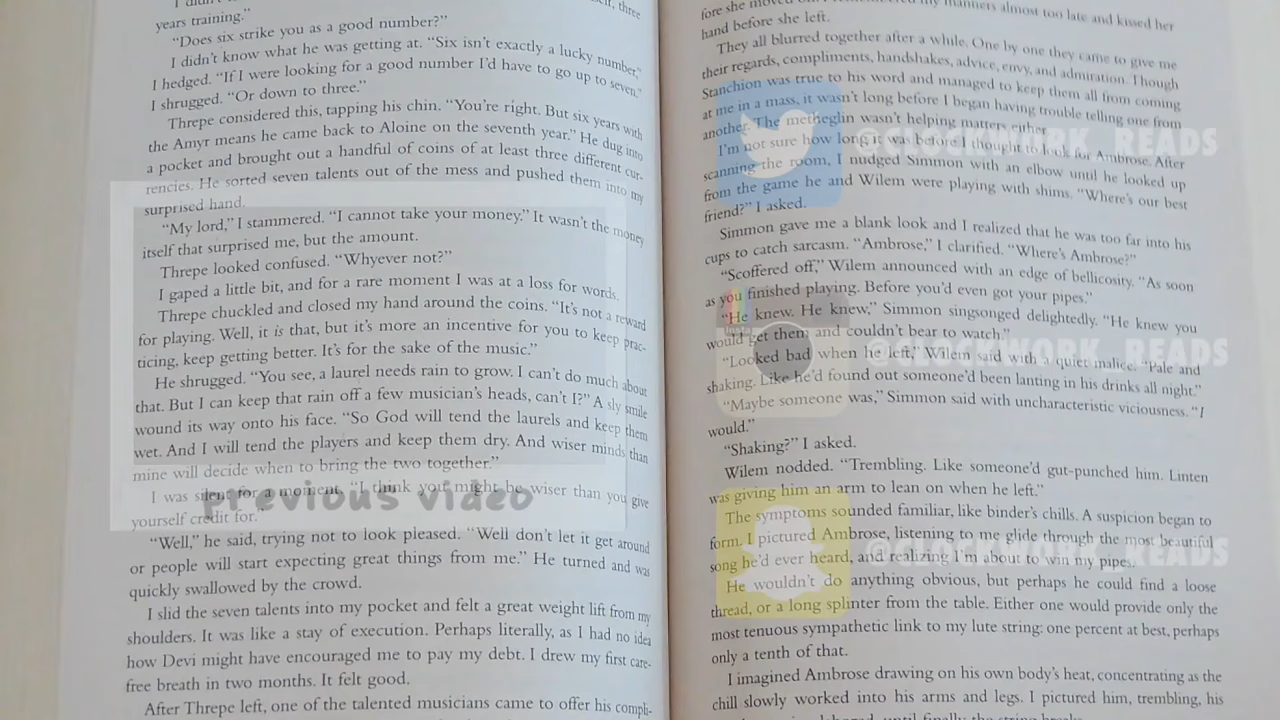 years training."
"Does six strike you as a good number?"
I didn't know what he was getting at. "Six isn't exactly a lucky number,"
I hedged. "If I were looking for a good number I'd have to go up to seven."
I shrugged. "Or down to three."
Threpe considered this, tapping his chin. "You're right. But six years with
the Amyr means he came back to Aloine on the seventh year." He dug into
a pocket and brought out a handful of coins of at least three different cur-
rencies. He sorted seven talents out of the mess and pushed them into my
surprised hand.
"My lord," I stammered. "I cannot take your money." It wasn't the money
itself that surprised me, but the amount.
Threpe looked confused. "Whyever not?"
I gaped a little bit, and for a rare moment I was at a loss for words.
Threpe chuckled and closed my hand around the coins. "It's not a reward
for playing. Well, it is that, but it's more an incentive for you to keep prac-
ticing, keep getting better. It's for the sake of the music."
He shrugged. "You see, a laurel needs rain to grow. I can't do much about
that. But I can keep that rain off a few musician's heads, can't I?" A sly smile
wound its way onto his face. "So God will tend the laurels and keep them
wet. And I will tend the players and keep them dry. And wiser minds than
mine will decide when to bring the two together."
I was silent for a moment. "I think you might be wiser than you give
yourself credit for."
previous video
"Well," he said, trying not to look pleased. "Well don't let it get around
or people will start expecting great things from me." He turned and was
quickly swallowed by the crowd.
I slid the seven talents into my pocket and felt a great weight lift from my
shoulders. It was like a stay of execution. Perhaps literally, as I had no idea
how Devi might have encouraged me to pay my debt. I drew my first care-
free breath in two months. It felt good.
After Threpe left, one of the talented musicians came to offer his compli-
manners almost too late and kissed her
hand before she left.
They all blurred together after a while. One by one they came to give me
their regards, compliments, handshakes, advice, envy, and admiration. Though
Stanchion was true to his word and managed to keep them all from coming
at me in a mass, it wasn't long before I began having trouble telling one from
another. The metheglin wasn't helping matters either.
I'm not sure how long it was before I thought to look for Ambrose. After
scanning the room, I nudged Simmon with an elbow until he looked up
from the game he and Wilem were playing with shims. "Where's our best
friend?" I asked.
@CLOCKWORK_READS
Simmon gave me a blank look and I realized that he was too far into his
cups to catch sarcasm. "Ambrose," I clarified. "Where's Ambrose?"
"Scoffered off," Wilem announced with an edge of bellicosity. "As soon
as you finished playing. Before you'd even got your pipes."
"He knew. He knew," Simmon singsonged delightedly. "He knew you
would get them and couldn't bear to watch."
"Looked bad when he left," Wilem said with a quiet malice. "Pale and
shaking. Like he'd found out someone'd been lanting in his drinks all night."
Insta
@CLOCKWORK_READS
"Maybe someone was," Simmon said with uncharacteristic viciousness. "I
would."
"Shaking?" I asked.
Wilem nodded. "Trembling. Like someone'd gut-punched him. Linten
was giving him an arm to lean on when he left."
The symptoms sounded familiar, like binder's chills. A suspicion began to
form. I pictured Ambrose, listening to me glide through the most beautiful
song he'd ever heard, and realizing I'm about to win my pipes.
@CLOCKWORK_READS
He wouldn't do anything obvious, but perhaps he could find a loose
thread, or a long splinter from the table. Either one would provide only the
most tenuous sympathetic link to my lute string: one percent at best, perhaps
only a tenth of that.
I imagined Ambrose drawing on his own body's heat, concentrating as the
chill slowly worked into his arms and legs. I pictured him, trembling, his